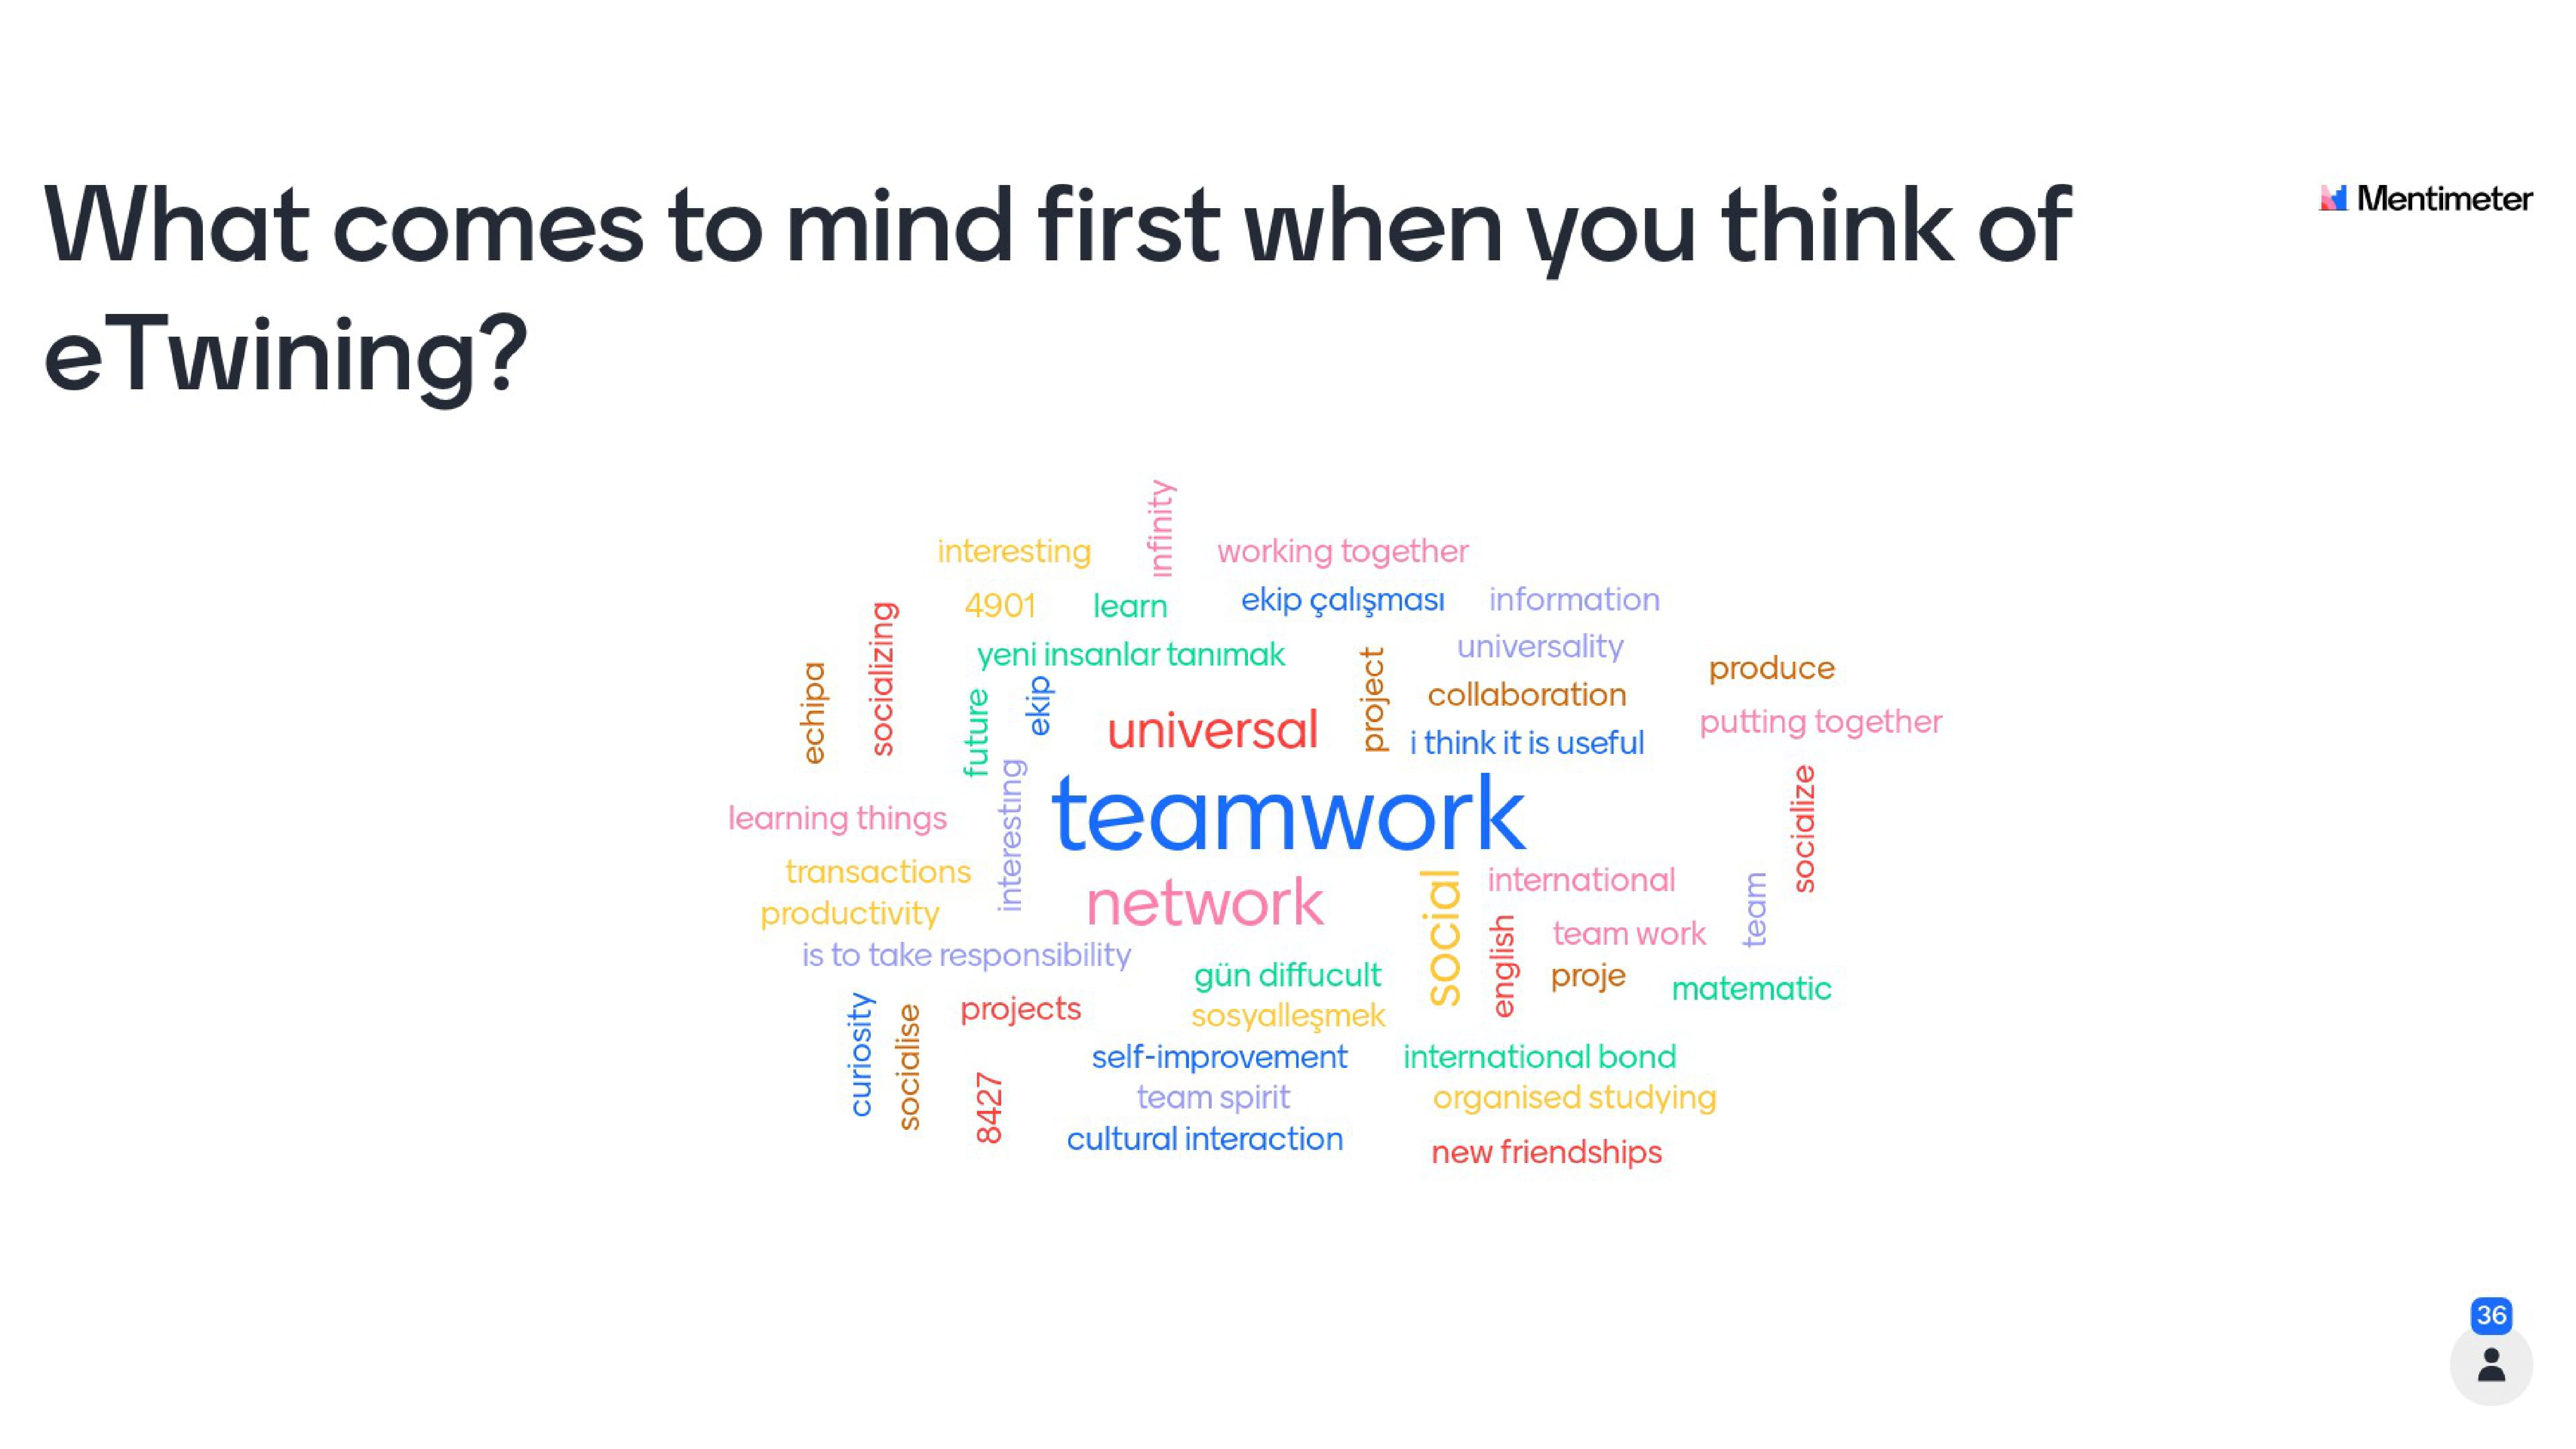 What comes to mind first when you think of
eTwining?
Mentimeter
infinity
interesting
working together
4901
learn
ekip çalışması
information
socializing
yeni insanlar tanımak
universality
echipa
future
ekip
universal
project
collaboration
produce
i think it is useful
putting together
learning things
interestıng
teamwork
socialize
transactions
network
social
international
productivity
english
team work
team
is to take responsibility
gün diffucult
proje
matematic
curiosity
socialise
projects
sosyalleşmek
8427
self-improvement
international bond
team spirit
organised studying
cultural interaction
new friendships
36